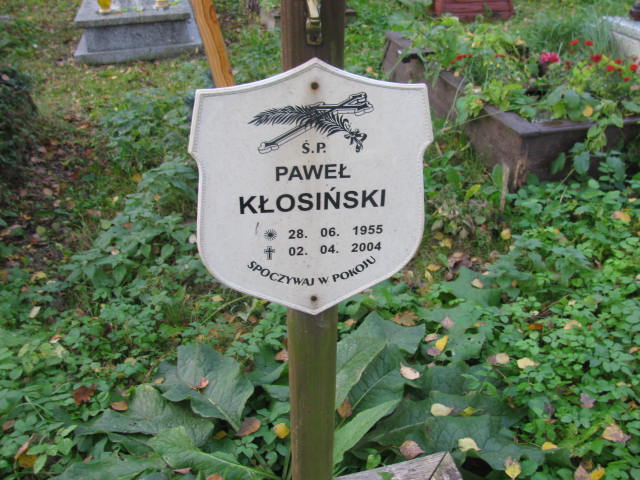 Ś.P.
PAWEŁ
KŁOSIŃSKI
28. 06. 1955
02. 04. 2004
SPOCZYWAJ W POKOJU